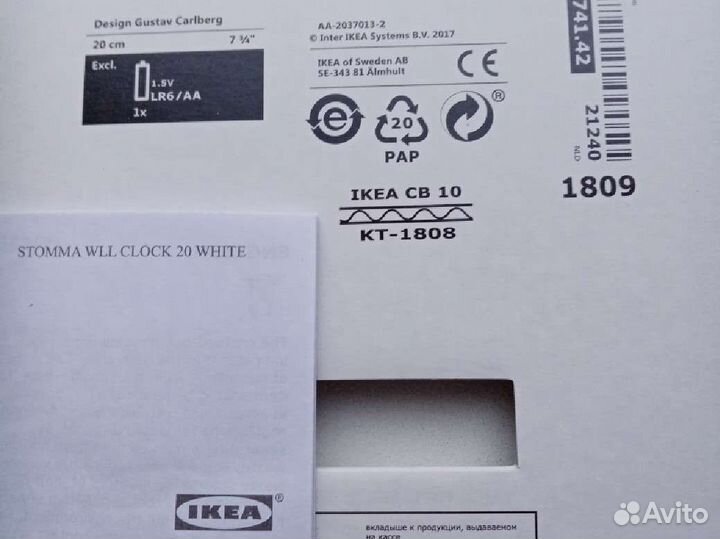 Design Gustav Carlberg
20 cm 7 ¾"
Excl.
1.5V
LR6/AA
1x
AA-2037013-2
© Inter IKEA Systems B.V. 2017
IKEA of Sweden AB
SE-343 81 Älmhult
CE
e
20
PAP
®
IKEA CB 10
KT-1808
741.42
21240
NLD
1809
STOMMA WLL CLOCK 20 WHITE
IKEA®
вкладыше к продукции, выдаваемом
на кассе
Avito